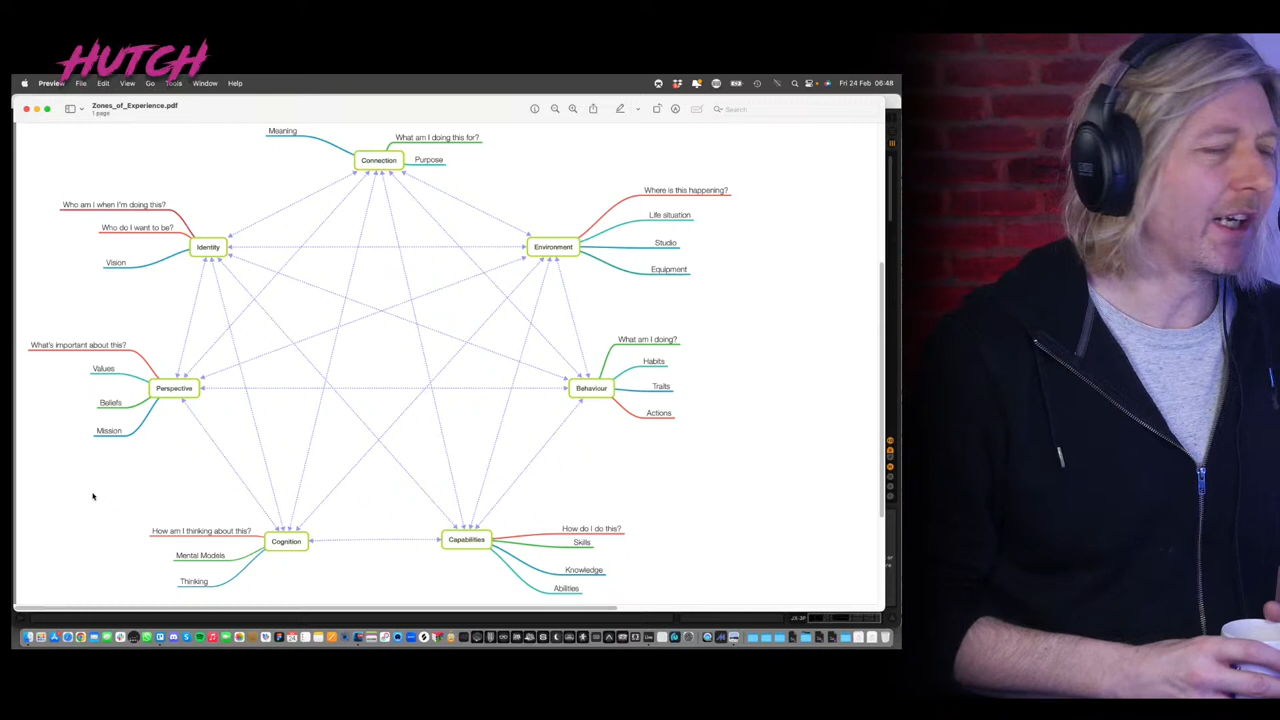 HUTCH
Preview File Edit View Go Tools Window Help
Fri 24 Feb 06:48
Zones_of_Experience.pdf
1 page
Search
Meaning
What am I doing this for?
Connection
Purpose
Where is this happening?
Who am i when I'm doing this?
Life situation
Who do I want to be?
Identity
Environment
Studio
Vision
Equipment
What's important about this?
What am I doing?
Values
Habits
Perspective
Behaviour
Traits
Beliefs
Actions
Mission
How am I thinking about this?
How do I do this?
Cognition
Capabilities
Skills
Mental Models
Knowledge
Thinking
Abilities
JX-3P